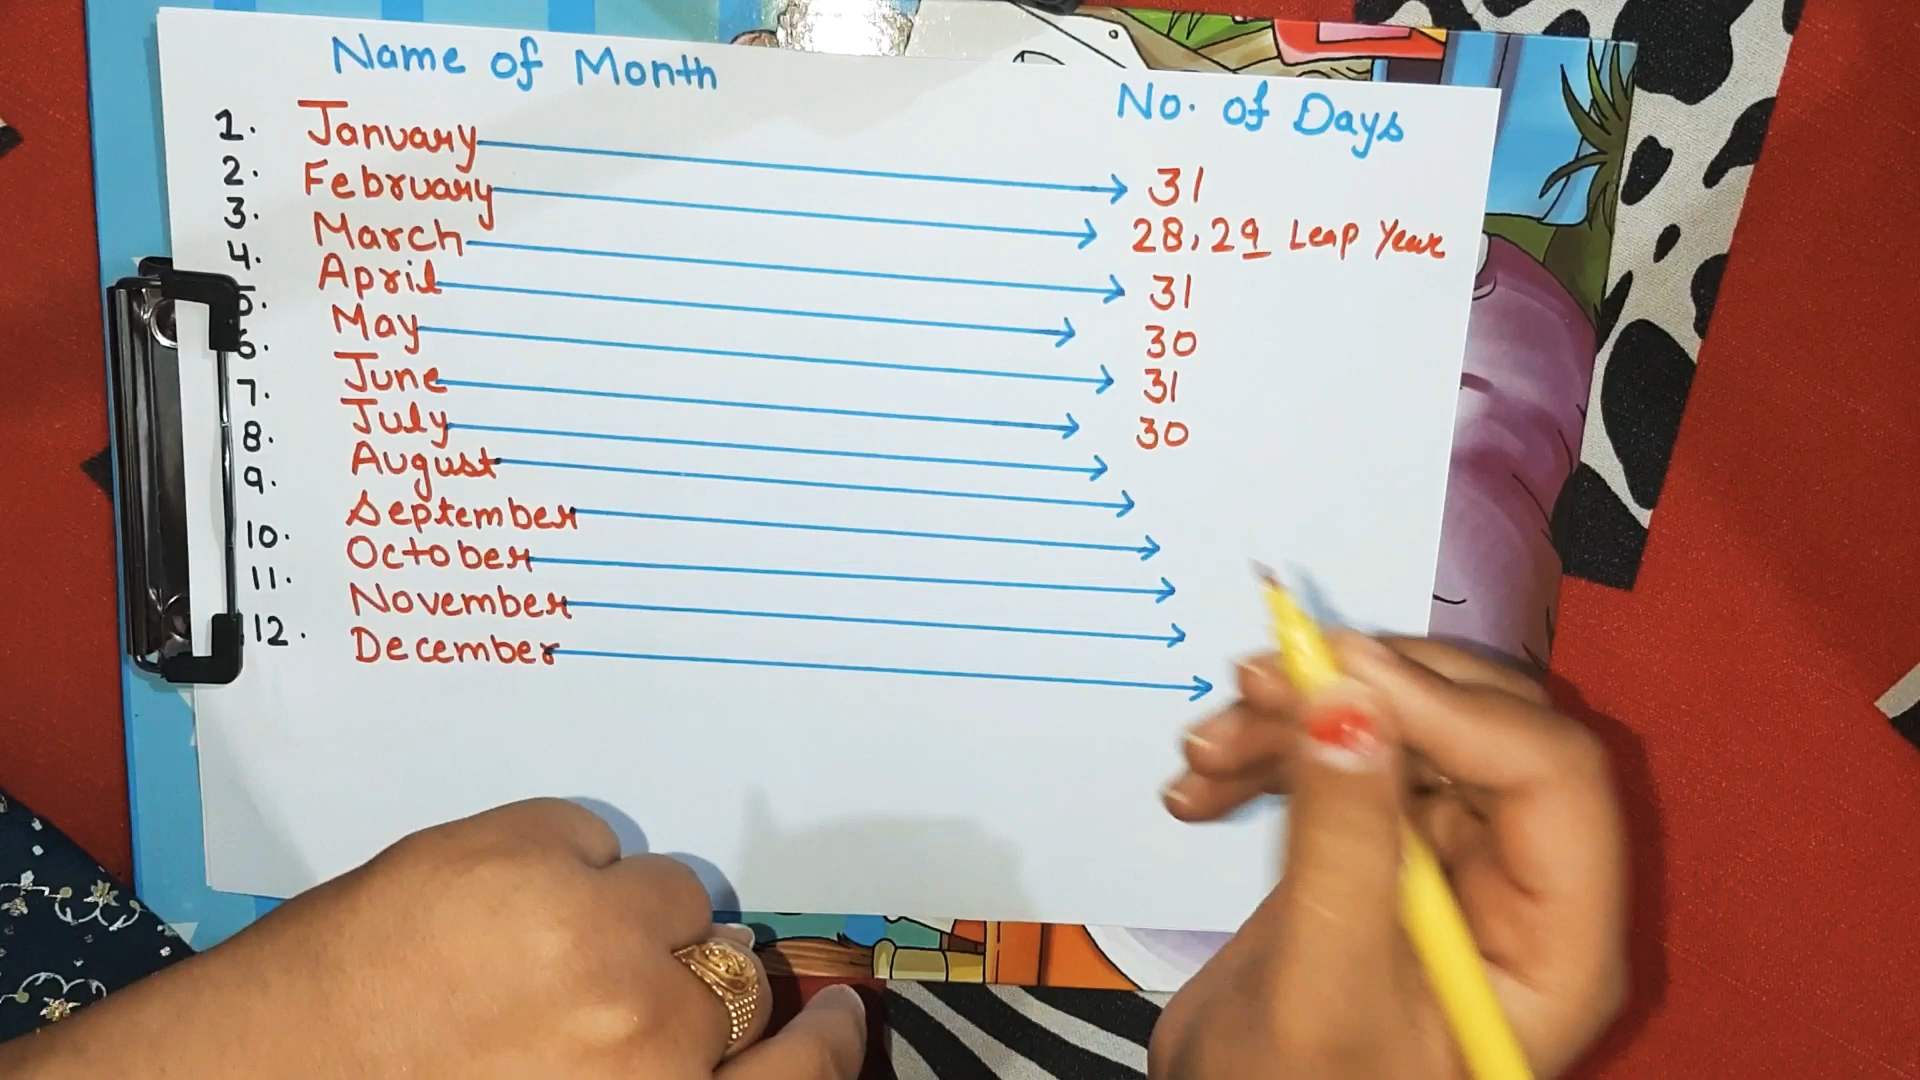 Name of Month No. of Days
1. January 31
2. February 28, 29 Leap Year
3. March 31
4. April 30
5. May 31
6. June 30
7. July
8. August
9. September
10. October
11. November
12. December